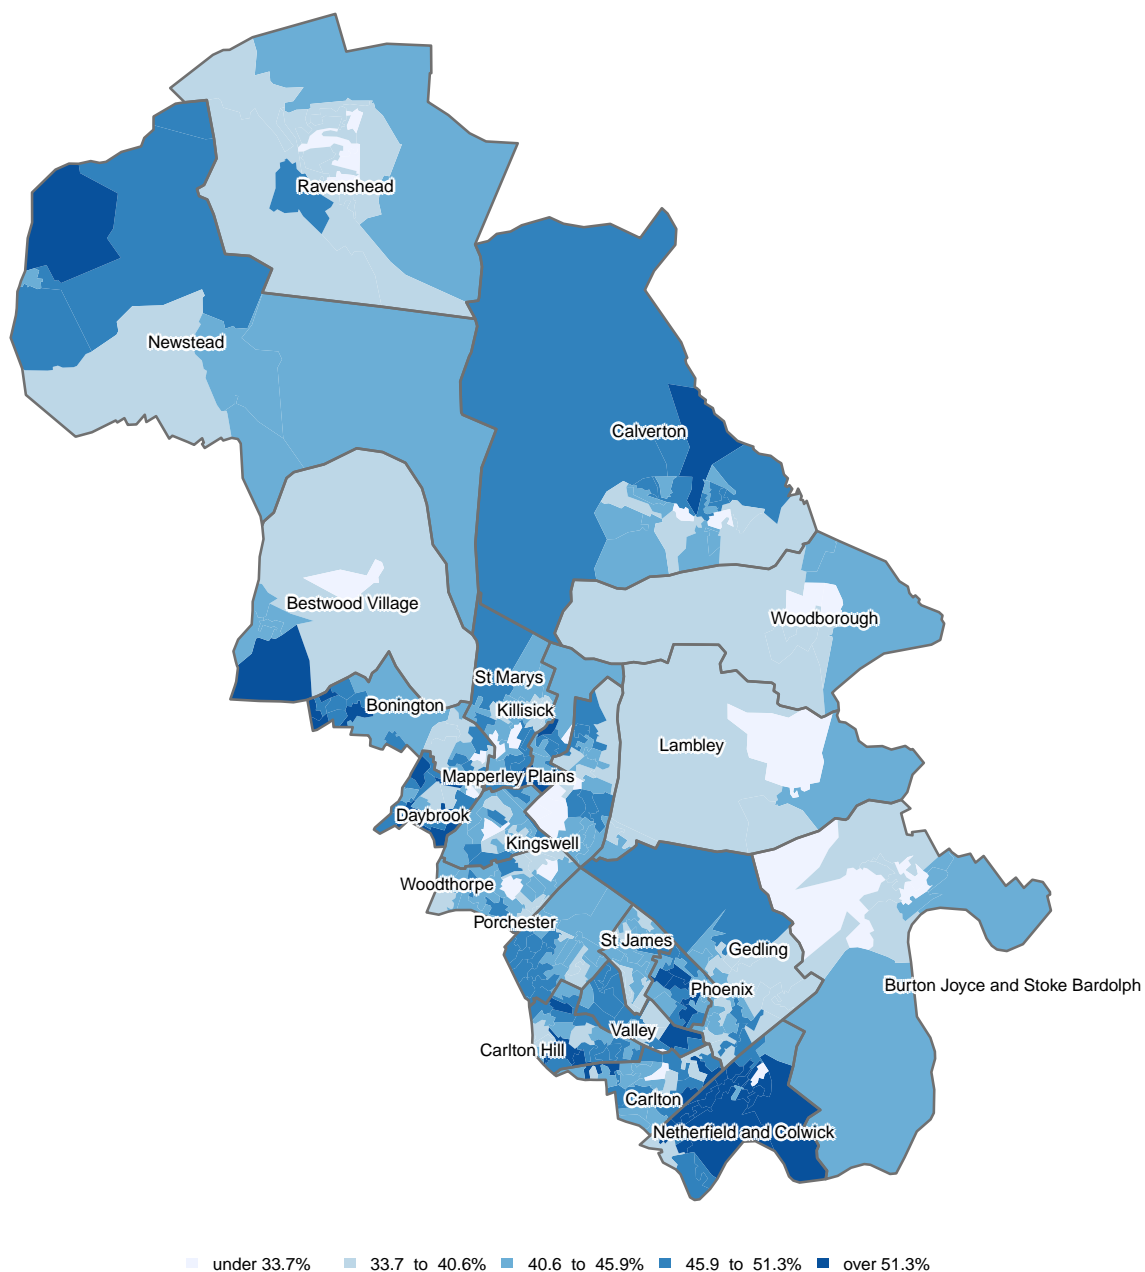 Ravenshead
Newstead
Calverton
Bestwood Village
Woodborough
St Marys
Bonington
Killisick
Lambley
Mapperley Plains
Daybrook
Kingswell
Woodthorpe
Porchester
St James
Gedling
Burton Joyce and Stoke Bardolph
Phoenix
Valley
Carlton Hill
Carlton
Netherfield and Colwick
under 33.7% 33.7 to 40.6% 40.6 to 45.9% 45.9 to 51.3% over 51.3%